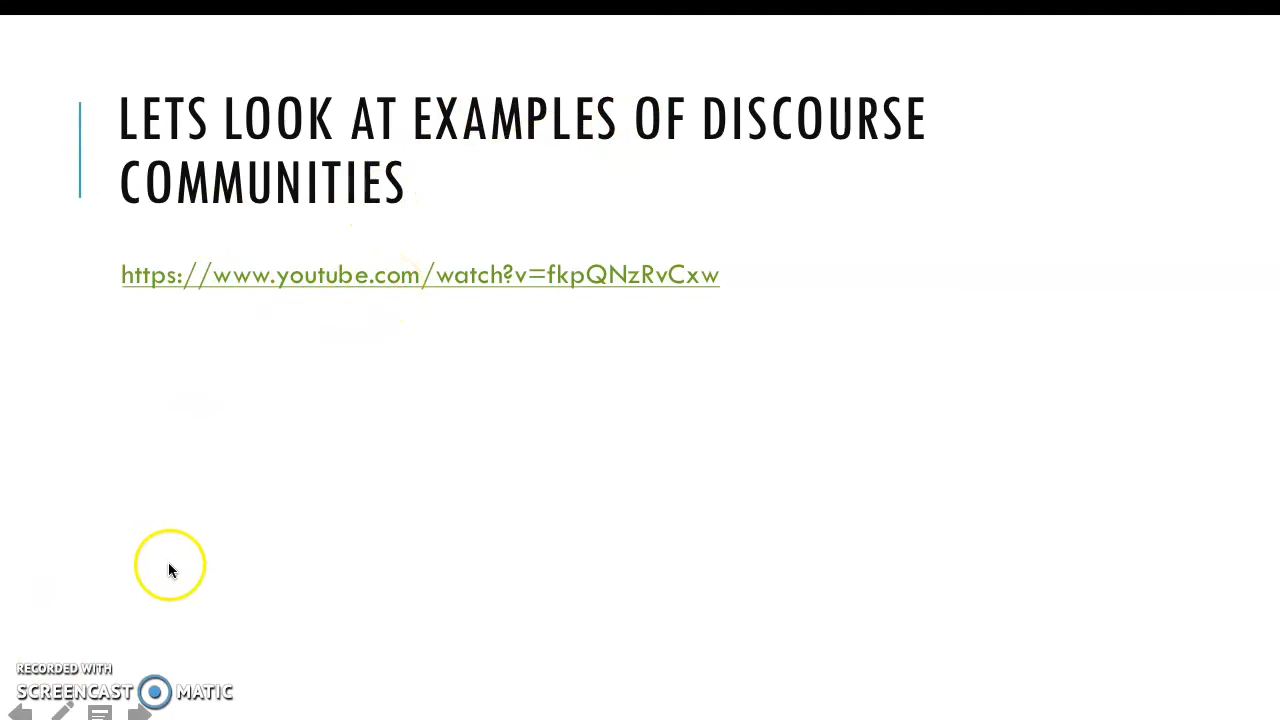 LETS LOOK AT EXAMPLES OF DISCOURSE
COMMUNITIES
https://www.youtube.com/watch?v=fkpQNzRvCxw
RECORDED WITH
SCREENCAST MATIC